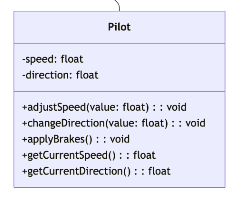 Pilot
-speed: float
-direction: float
+adjustSpeed(value: float) : : void
+changeDirection(value: float) : : void
+applyBrakes() : : void
+getCurrentSpeed() : : float
+getCurrentDirection() : : float